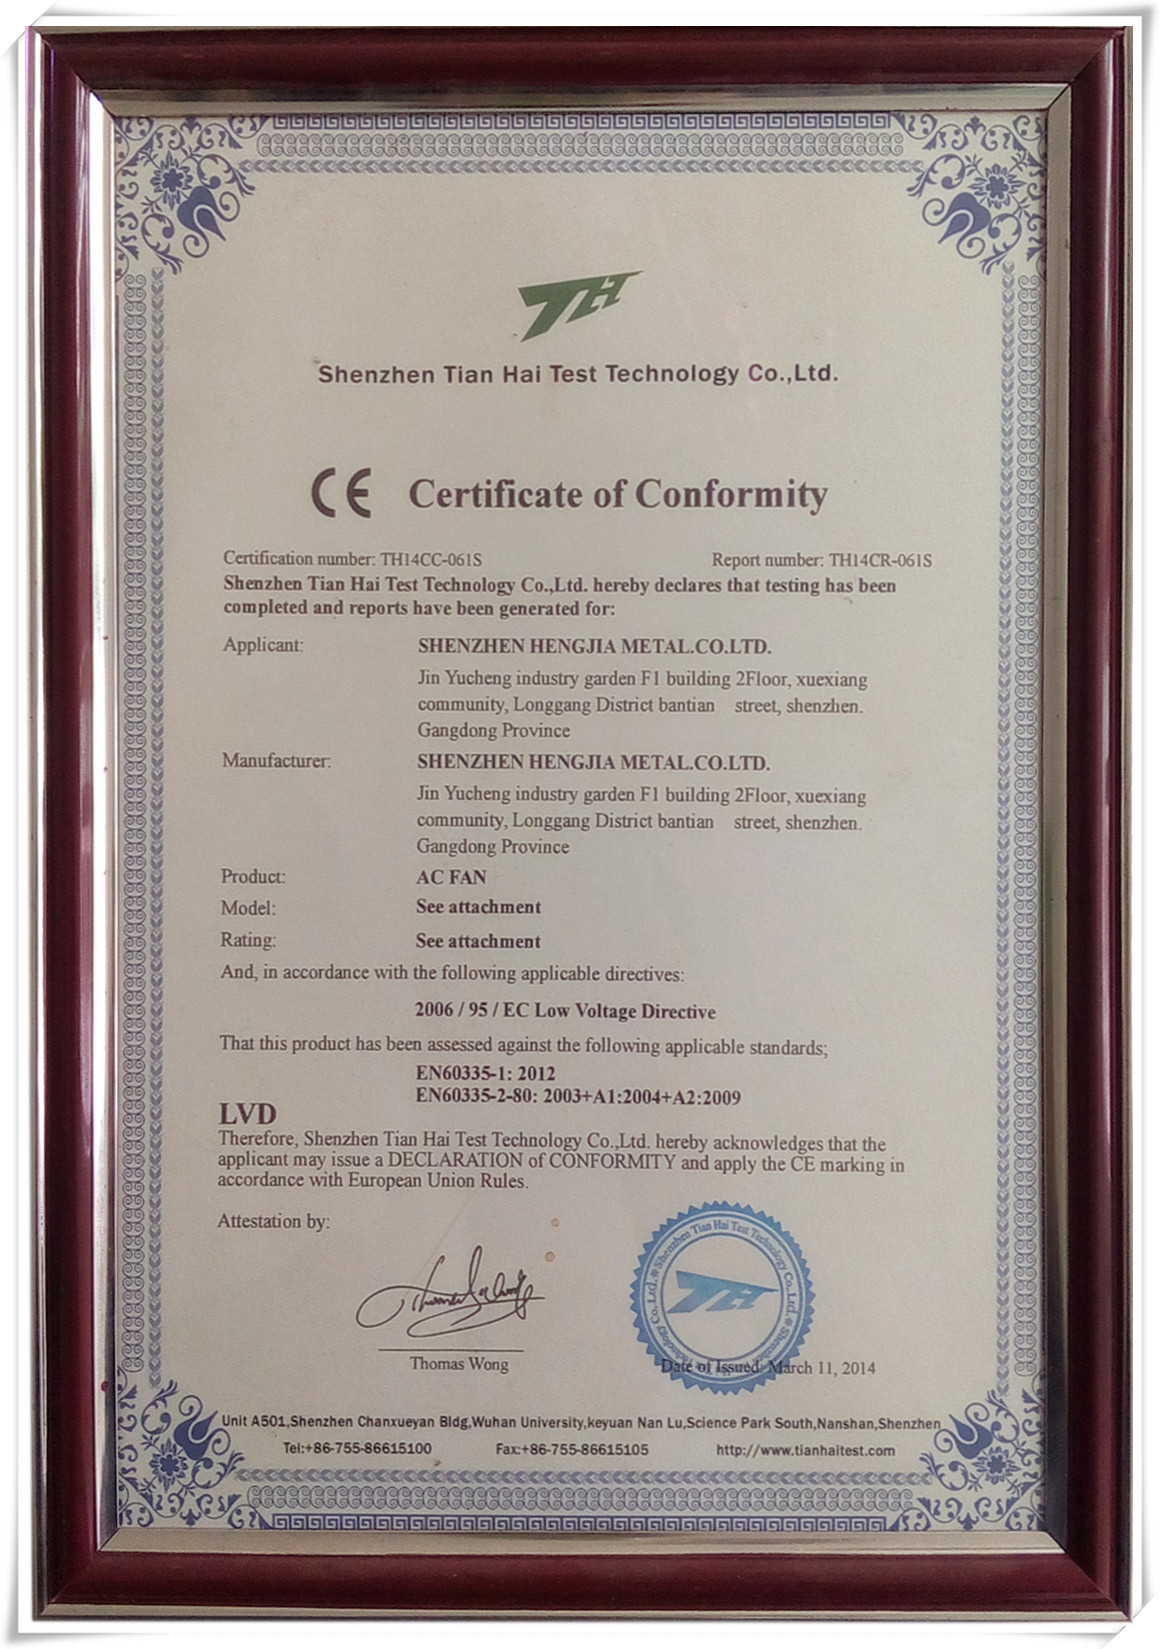 TH
Shenzhen Tian Hai Test Technology Co.,Ltd.
CE Certificate of Conformity
Certification number: TH14CC-061S Report number: TH14CR-061S
Shenzhen Tian Hai Test Technology Co.,Ltd. hereby declares that testing has been
completed and reports have been generated for:
Applicant: SHENZHEN HENGJIA METAL.CO.LTD.
Jin Yucheng industry garden F1 building 2Floor, xuexiang
community, Longgang District bantian street, shenzhen.
Gangdong Province
Manufacturer: SHENZHEN HENGJIA METAL.CO.LTD.
Jin Yucheng industry garden F1 building 2Floor, xuexiang
community, Longgang District bantian street, shenzhen.
Gangdong Province
Product: AC FAN
Model: See attachment
Rating: See attachment
And, in accordance with the following applicable directives:
2006 / 95 / EC Low Voltage Directive
That this product has been assessed against the following applicable standards;
EN60335-1: 2012
EN60335-2-80: 2003+A1:2004+A2:2009
LVD
Therefore, Shenzhen Tian Hai Test Technology Co.,Ltd. hereby acknowledges that the
applicant may issue a DECLARATION of CONFORMITY and apply the CE marking in
accordance with European Union Rules.
Attestation by:
Shenzhen Tian Hai Test Technology Co.,Ltd.
TH
Thomas Wong
Date of Issued: March 11, 2014
Unit A501,Shenzhen Chanxueyan Bldg,Wuhan University,keyuan Nan Lu,Science Park South,Nanshan,Shenzhen
Tel:+86-755-86615100 Fax:+86-755-86615105 http://www.tianhaitest.com